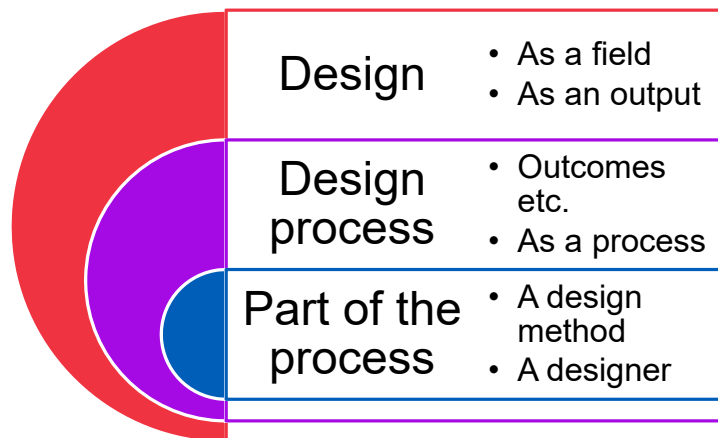 Design
• As a field
• As an output
Design
process
• Outcomes
etc.
• As a process
Part of the
process
• A design
method
• A designer